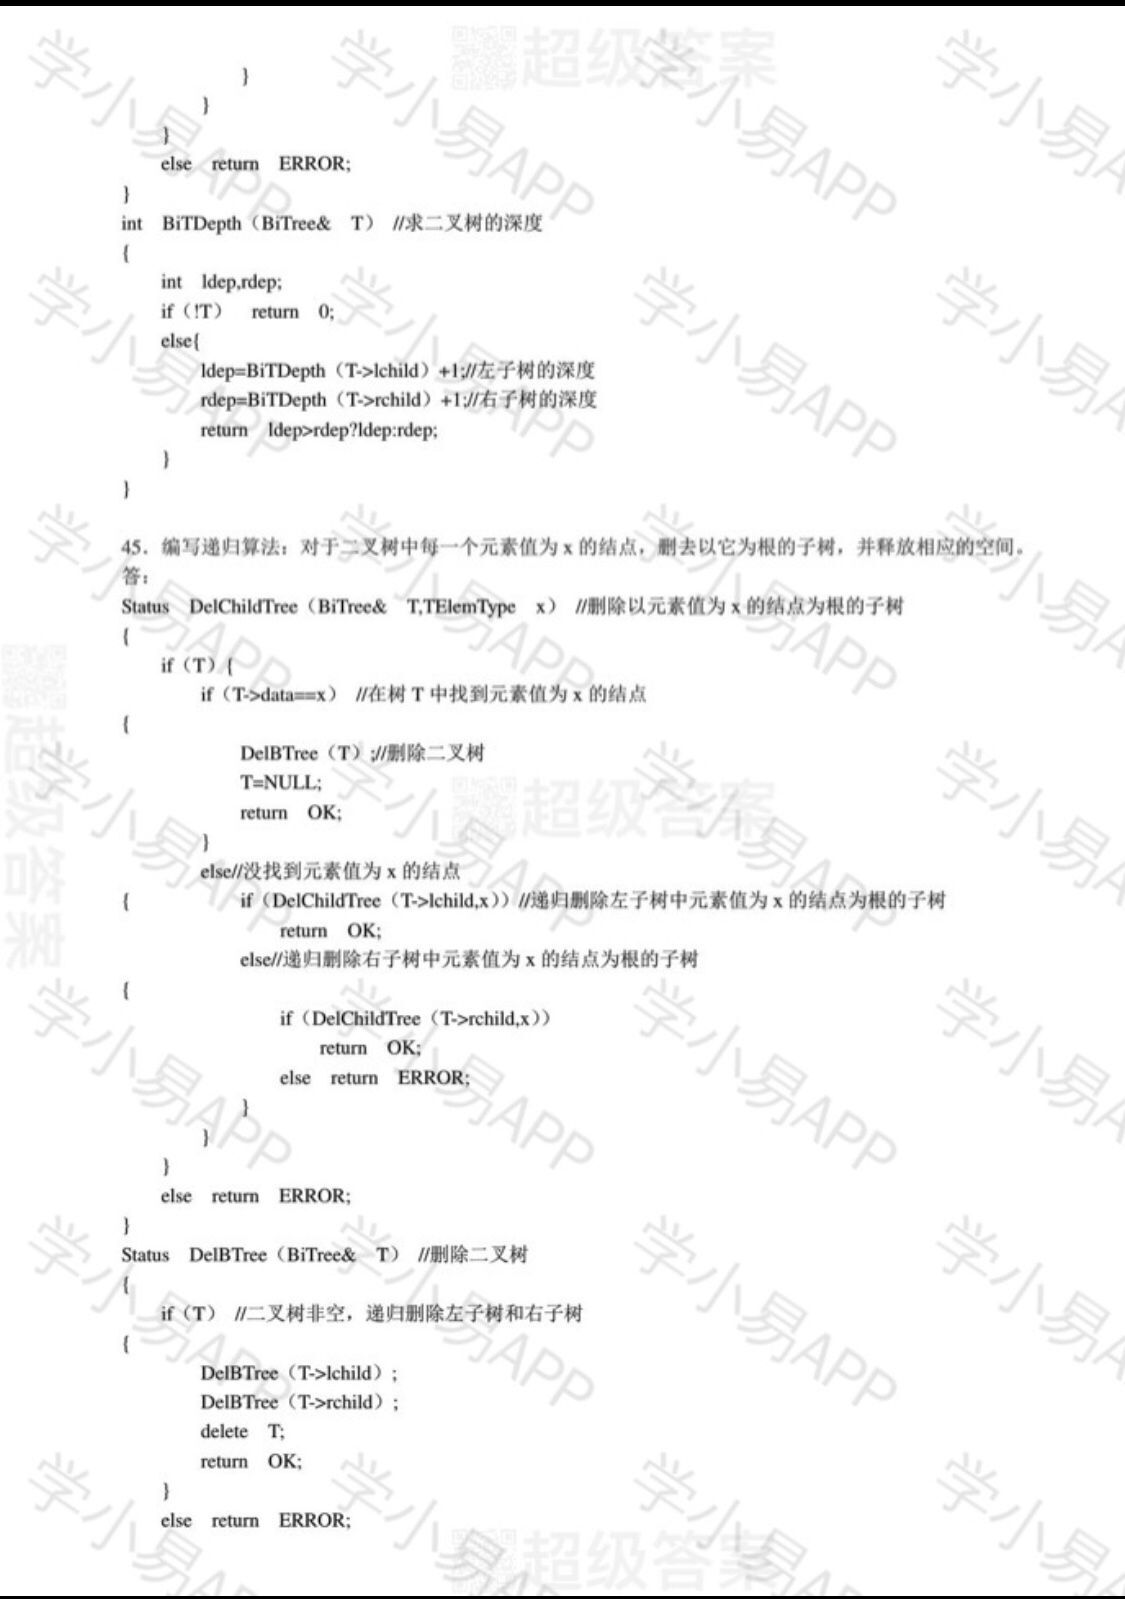 }
}
}
else return ERROR;
}
int BiTDepth（BiTree& T） //求二叉树的深度
{
int ldep,rdep;
if（!T） return 0;
else{
ldep=BiTDepth（T->lchild）+1;//左子树的深度
rdep=BiTDepth（T->rchild）+1;//右子树的深度
return ldep>rdep?ldep:rdep;
}
}
45．编写递归算法：对于二叉树中每一个元素值为 x 的结点，删去以它为根的子树，并释放相应的空间。
答：
Status DelChildTree（BiTree& T,TElemType x） //删除以元素值为 x 的结点为根的子树
{
if（T）{
if（T->data==x） //在树 T 中找到元素值为 x 的结点
{
DelBTree（T）;//删除二叉树
T=NULL;
return OK;
}
else//没找到元素值为 x 的结点
{ if（DelChildTree（T->lchild,x））//递归删除左子树中元素值为 x 的结点为根的子树
return OK;
else//递归删除右子树中元素值为 x 的结点为根的子树
{
if（DelChildTree（T->rchild,x））
return OK;
else return ERROR;
}
}
}
else return ERROR;
}
Status DelBTree（BiTree& T） //删除二叉树
{
if（T） //二叉树非空，递归删除左子树和右子树
{
DelBTree（T->lchild）;
DelBTree（T->rchild）;
delete T;
return OK;
}
else return ERROR;
学小易APP
超级答案